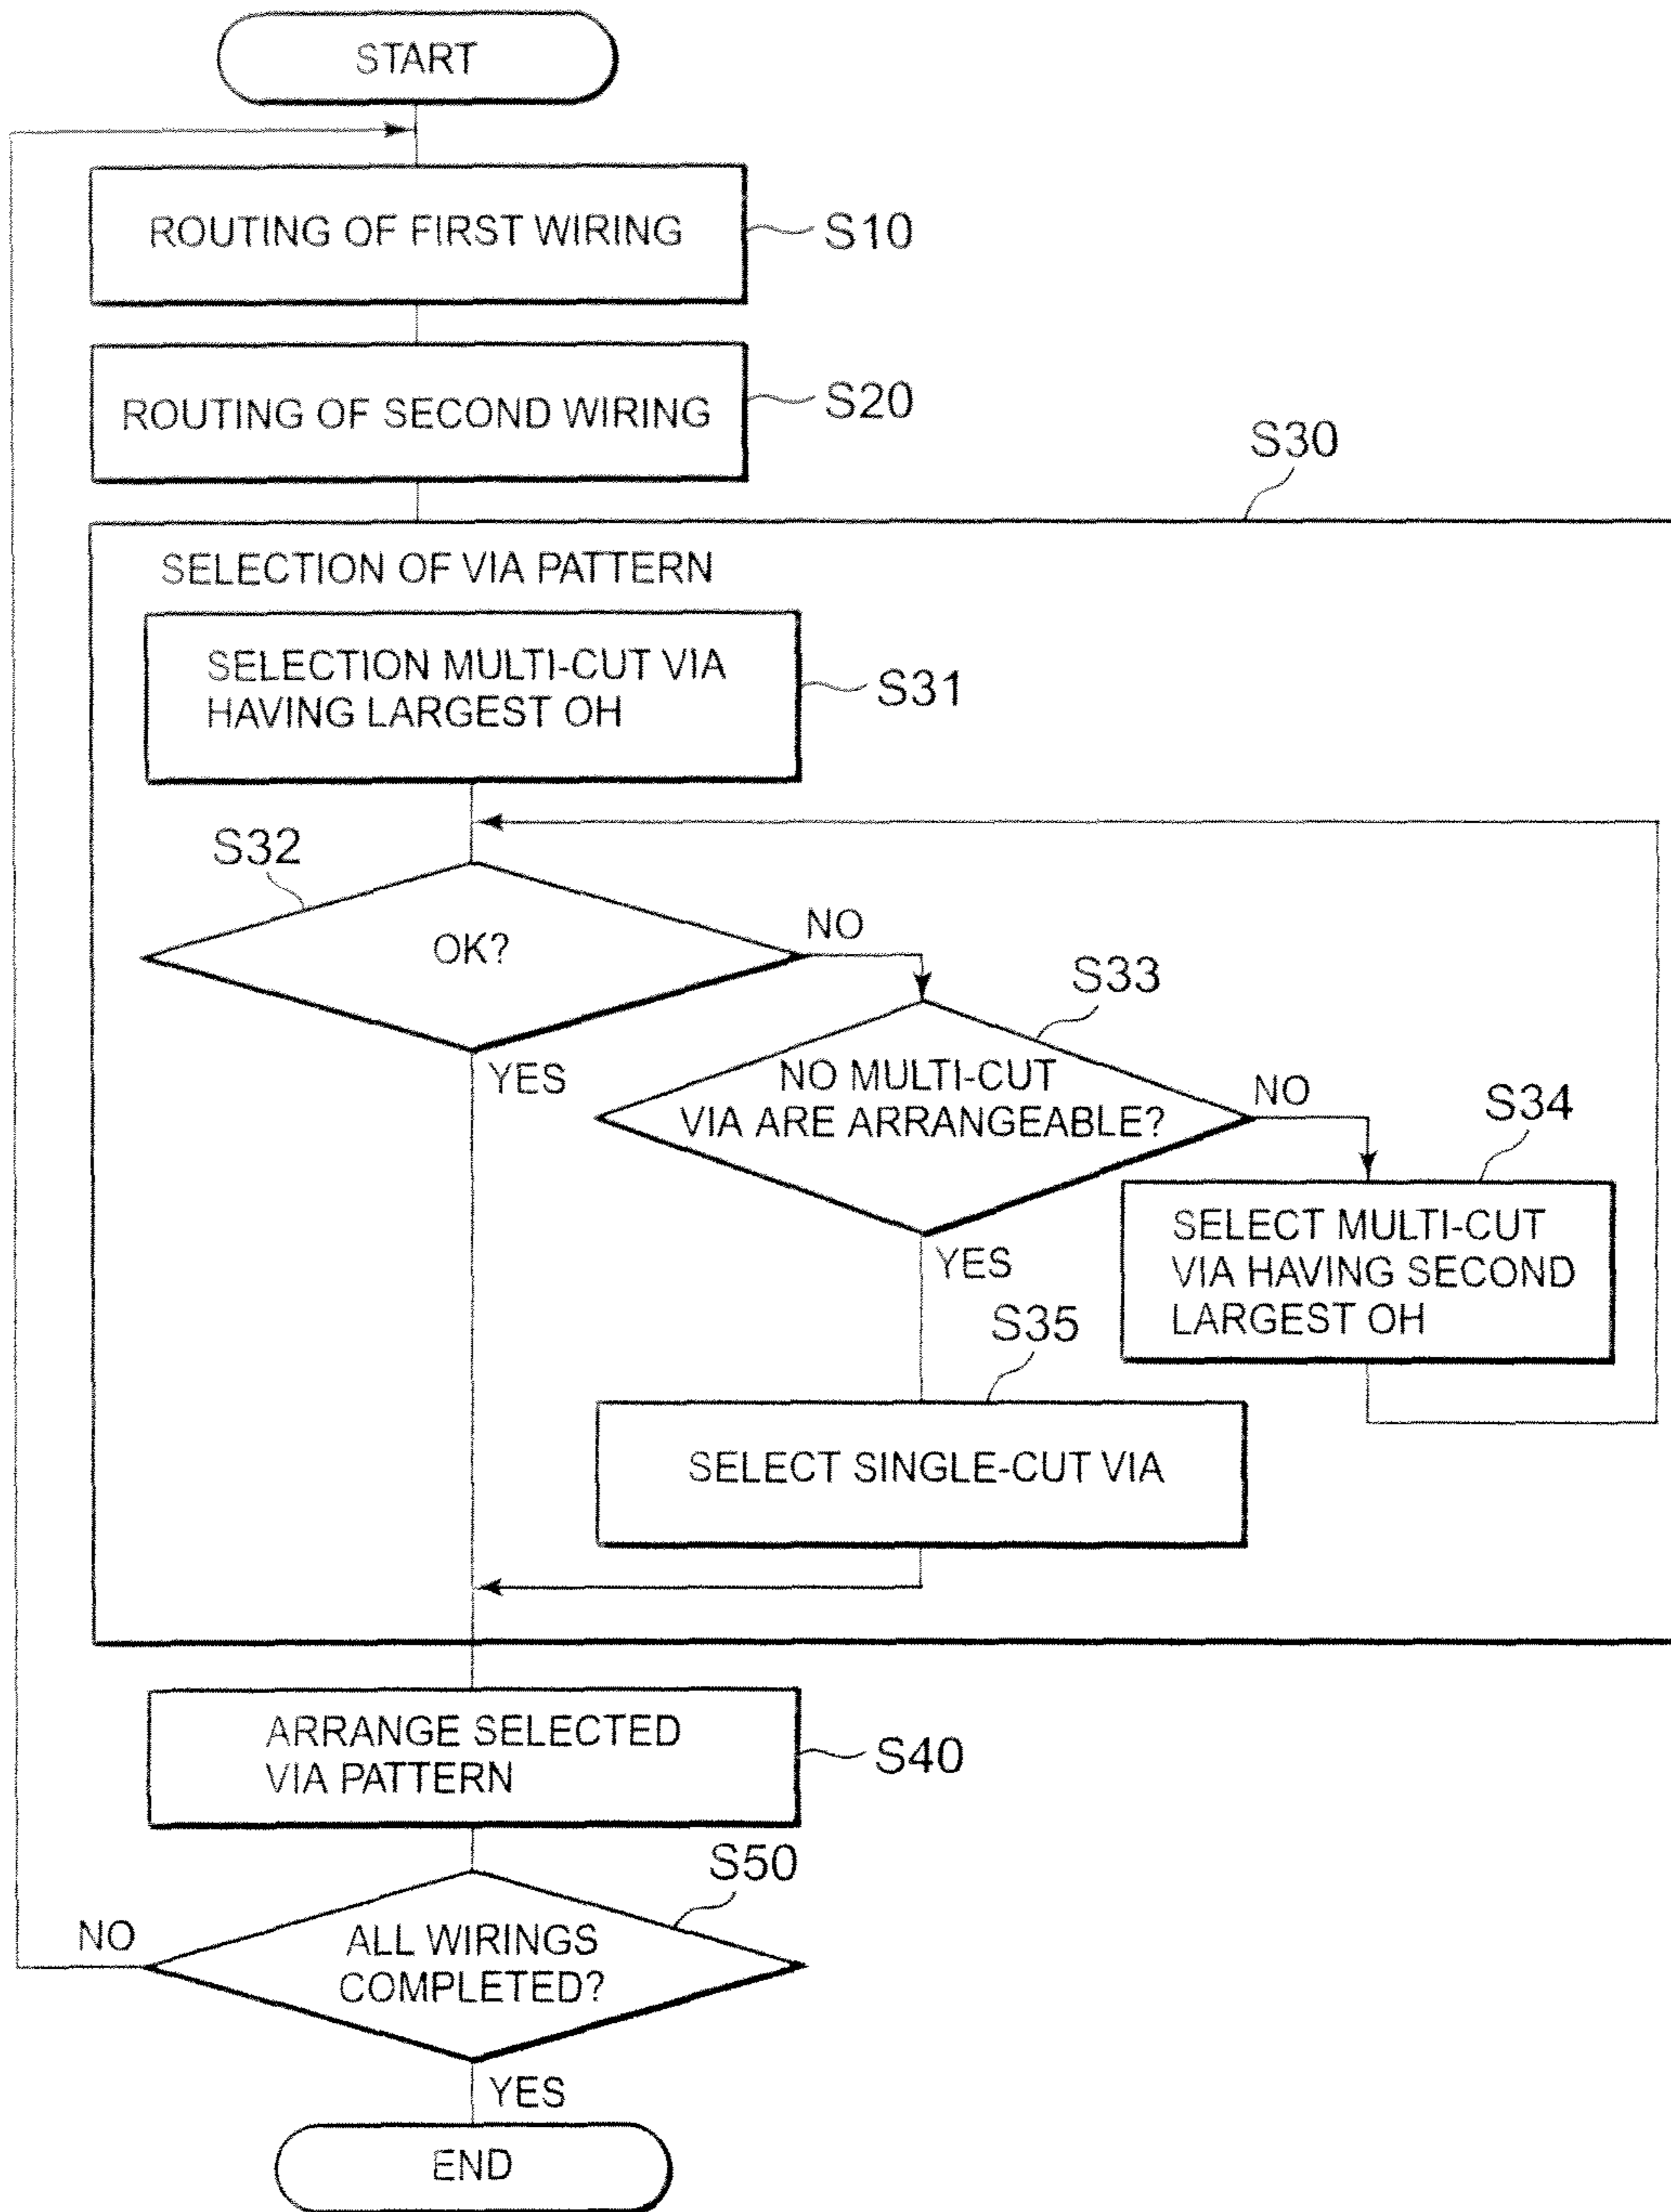 START
ROUTING OF FIRST WIRING
S10
ROUTING OF SECOND WIRING
S20
S30
SELECTION OF VIA PATTERN
SELECTION MULTI-CUT VIA
HAVING LARGEST OH
S31
S32
OK?
NO
YES
S33
NO MULTI-CUT
VIA ARE ARRANGEABLE?
NO
YES
S34
SELECT MULTI-CUT
VIA HAVING SECOND
LARGEST OH
S35
SELECT SINGLE-CUT VIA
ARRANGE SELECTED
VIA PATTERN
S40
S50
ALL WIRINGS
COMPLETED?
NO
YES
END